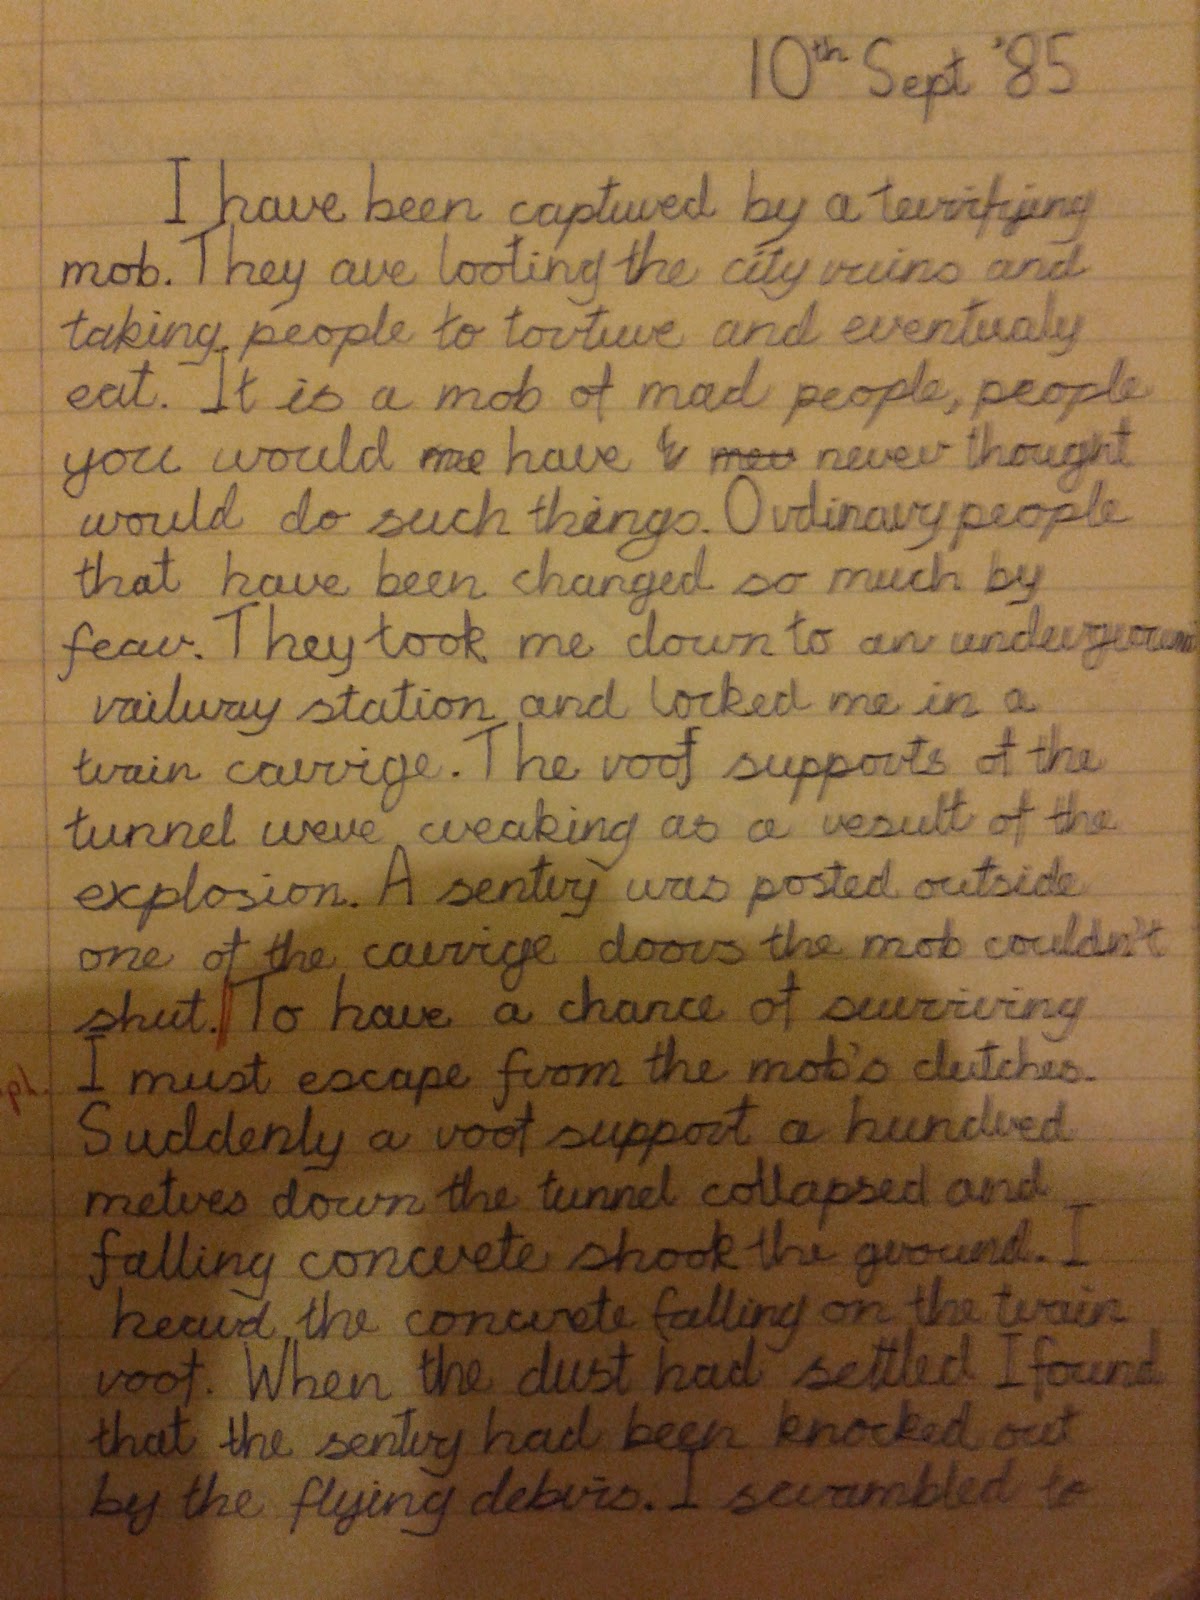 10th Sept '85
I have been captured by a terrifying
mob. They are looting the city ruins and
taking people to torture and eventualy
eat. It is a mob of mad people, people
you would me have never thought
would do such things. Ordinary people
that have been changed so much by
fear. They took me down to an underground
railway station and locked me in a
train carrige. The roof supports of the
tunnel were creaking as a result of the
explosion. A sentry was posted outside
one of the carrige doors the mob couldn't
shut. To have a chance of surviving
pl. I must escape from the mob's clutches.
Suddenly a roof support a hundred
metres down the tunnel collapsed and
falling concrete shook the ground. I
heard the concrete falling on the train
roof. When the dust had settled I found
that the sentry had been knocked out
by the flying debris. I scrambled to